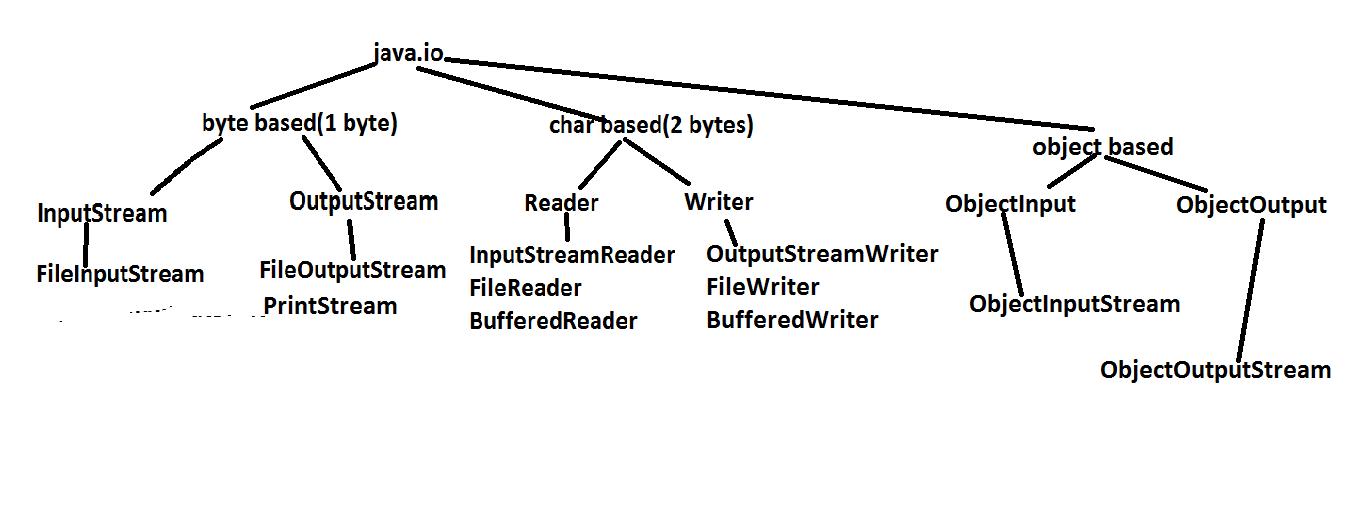 java.io
byte based(1 byte)
char based(2 bytes)
object based
InputStream
OutputStream
Reader
Writer
ObjectInput
ObjectOutput
FileInputStream
FileOutputStream
PrintStream
InputStreamReader
FileReader
BufferedReader
OutputStreamWriter
FileWriter
BufferedWriter
ObjectInputStream
ObjectOutputStream